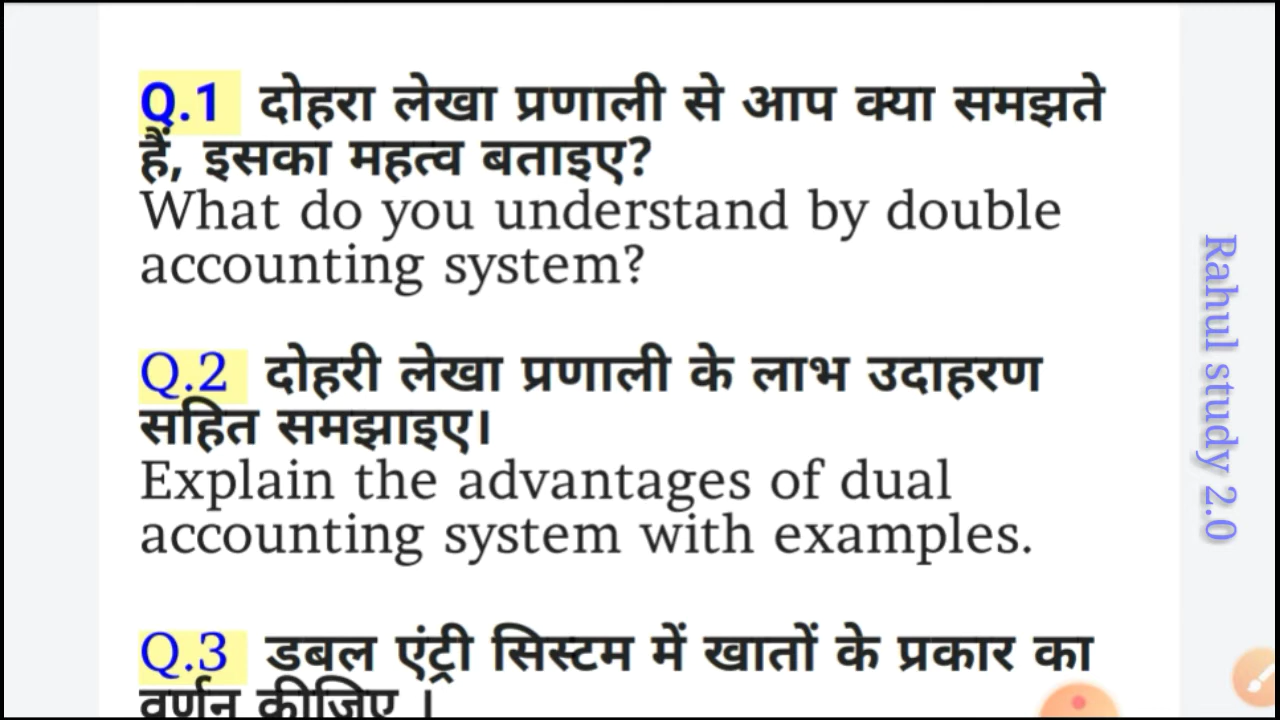 Q.1 दोहरा लेखा प्रणाली से आप क्या समझते
हैं, इसका महत्व बताइए?
What do you understand by double
accounting system?
Q.2 दोहरी लेखा प्रणाली के लाभ उदाहरण
सहित समझाइए।
Explain the advantages of dual
accounting system with examples.
Q.3 डबल एंट्री सिस्टम में खातों के प्रकार का
वर्णन कीजिए ।
Rahul study 2.0